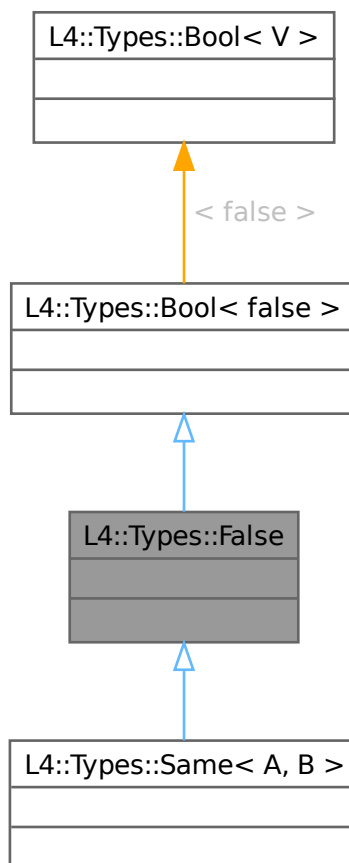 L4::Types::Bool< V >
< false >
L4::Types::Bool< false >
L4::Types::False
L4::Types::Same< A, B >